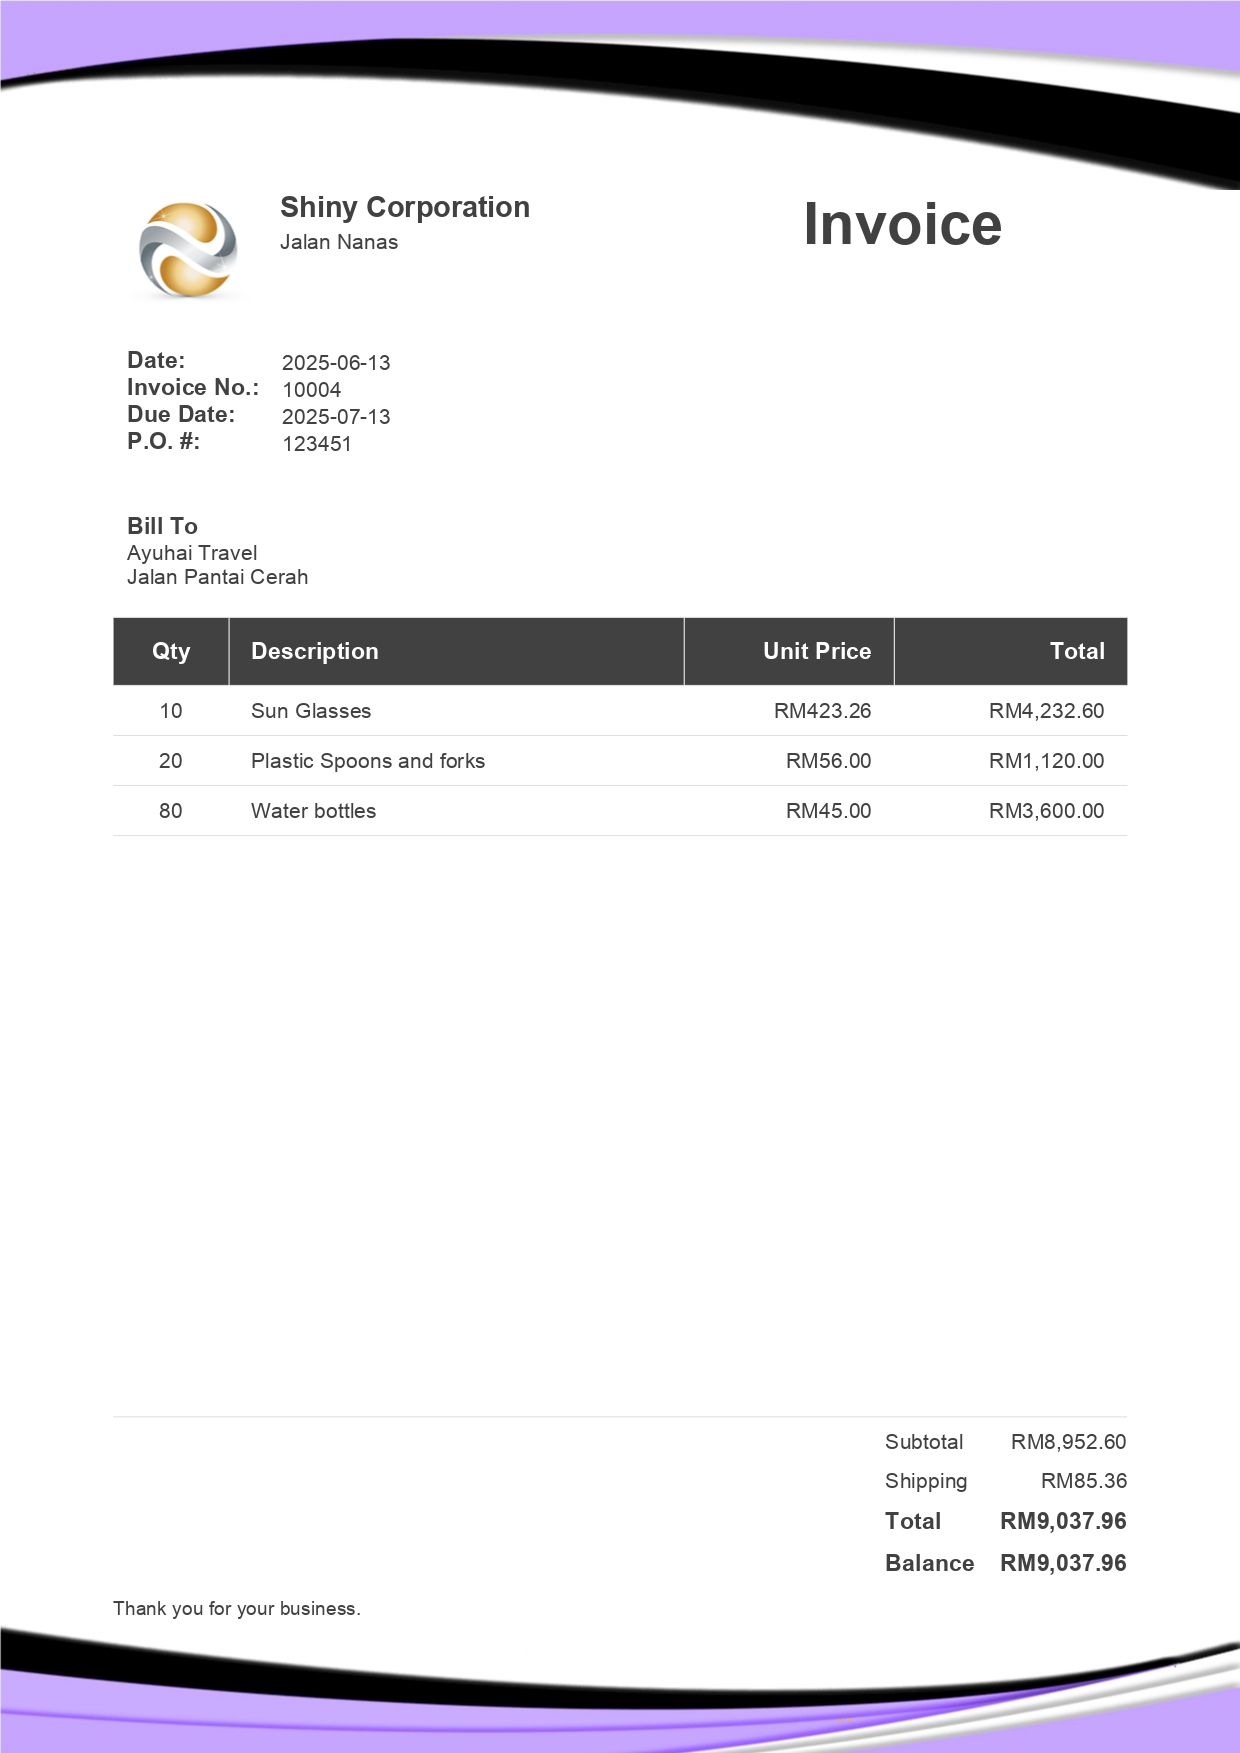 Shiny Corporation
Jalan Nanas
Invoice
Date: 2025-06-13
Invoice No.: 10004
Due Date: 2025-07-13
P.O. #: 123451
Bill To
Ayuhai Travel
Jalan Pantai Cerah
Qty Description Unit Price Total
10 Sun Glasses RM423.26 RM4,232.60
20 Plastic Spoons and forks RM56.00 RM1,120.00
80 Water bottles RM45.00 RM3,600.00
Subtotal RM8,952.60
Shipping RM85.36
Total RM9,037.96
Balance RM9,037.96
Thank you for your business.